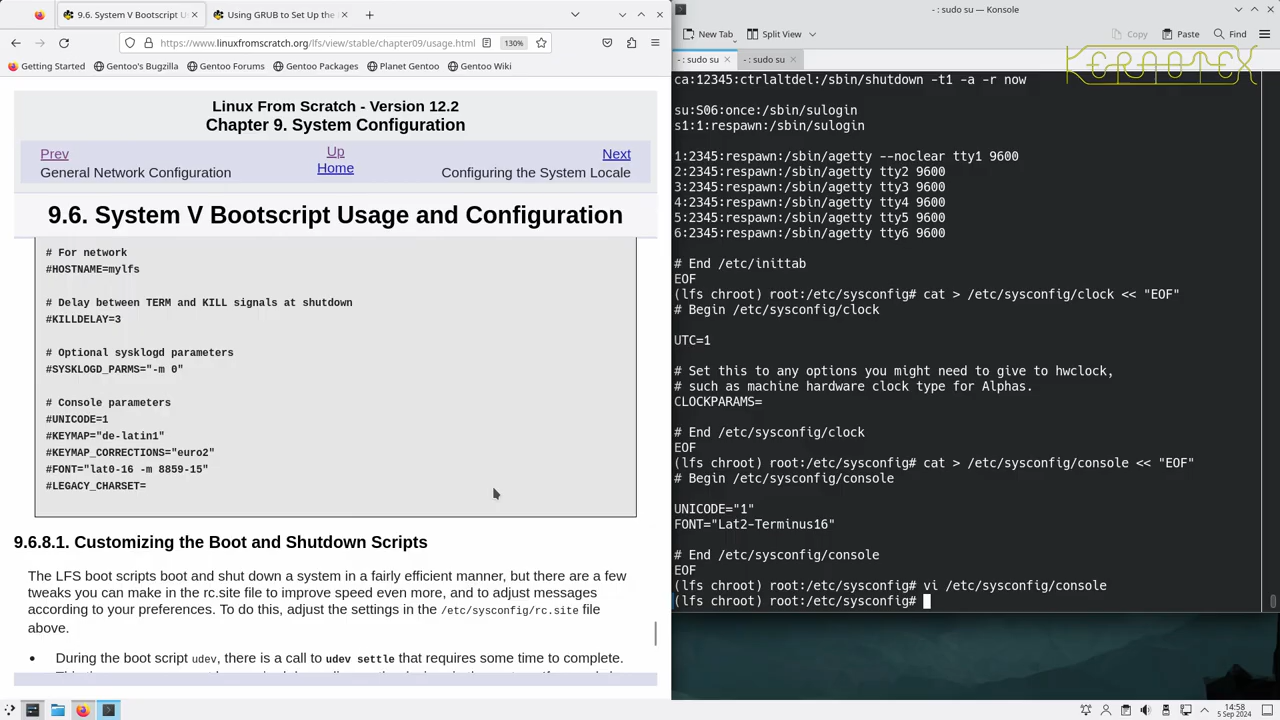 9.6. System V Bootscript U
Using GRUB to Set Up the
- : sudo su — Konsole
https://www.linuxfromscratch.org/lfs/view/stable/chapter09/usage.html
130%
New Tab
Split View
Copy
Paste
Find
Getting Started
Gentoo's Bugzilla
Gentoo Forums
Gentoo Packages
Planet Gentoo
Gentoo Wiki
- : sudo su
- : sudo su
KERNOTEX
Linux From Scratch - Version 12.2
Chapter 9. System Configuration
Prev
Up
Next
General Network Configuration
Home
Configuring the System Locale
9.6. System V Bootscript Usage and Configuration
# For network
#HOSTNAME=mylfs
# Delay between TERM and KILL signals at shutdown
#KILLDELAY=3
# Optional sysklogd parameters
#SYSKLOGD_PARMS="-m 0"
# Console parameters
#UNICODE=1
#KEYMAP="de-latin1"
#KEYMAP_CORRECTIONS="euro2"
#FONT="lat0-16 -m 8859-15"
#LEGACY_CHARSET=
9.6.8.1. Customizing the Boot and Shutdown Scripts
The LFS boot scripts boot and shut down a system in a fairly efficient manner, but there are a few
tweaks you can make in the rc.site file to improve speed even more, and to adjust messages
according to your preferences. To do this, adjust the settings in the /etc/sysconfig/rc.site file
above.
During the boot script udev, there is a call to udev settle that requires some time to complete.
ca:12345:ctrlaltdel:/sbin/shutdown -t1 -a -r now
su:S06:once:/sbin/sulogin
s1:1:respawn:/sbin/sulogin
1:2345:respawn:/sbin/agetty --noclear tty1 9600
2:2345:respawn:/sbin/agetty tty2 9600
3:2345:respawn:/sbin/agetty tty3 9600
4:2345:respawn:/sbin/agetty tty4 9600
5:2345:respawn:/sbin/agetty tty5 9600
6:2345:respawn:/sbin/agetty tty6 9600
# End /etc/inittab
EOF
(lfs chroot) root:/etc/sysconfig# cat > /etc/sysconfig/clock << "EOF"
# Begin /etc/sysconfig/clock
UTC=1
# Set this to any options you might need to give to hwclock,
# such as machine hardware clock type for Alphas.
CLOCKPARAMS=
# End /etc/sysconfig/clock
EOF
(lfs chroot) root:/etc/sysconfig# cat > /etc/sysconfig/console << "EOF"
# Begin /etc/sysconfig/console
UNICODE="1"
FONT="Lat2-Terminus16"
# End /etc/sysconfig/console
EOF
(lfs chroot) root:/etc/sysconfig# vi /etc/sysconfig/console
(lfs chroot) root:/etc/sysconfig#
14:58
5 Sep 2024